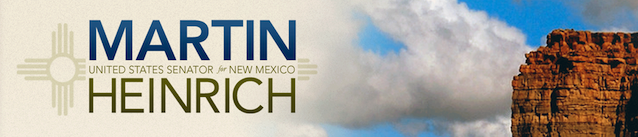 MARTIN
UNITED STATES SENATOR for NEW MEXICO
HEINRICH